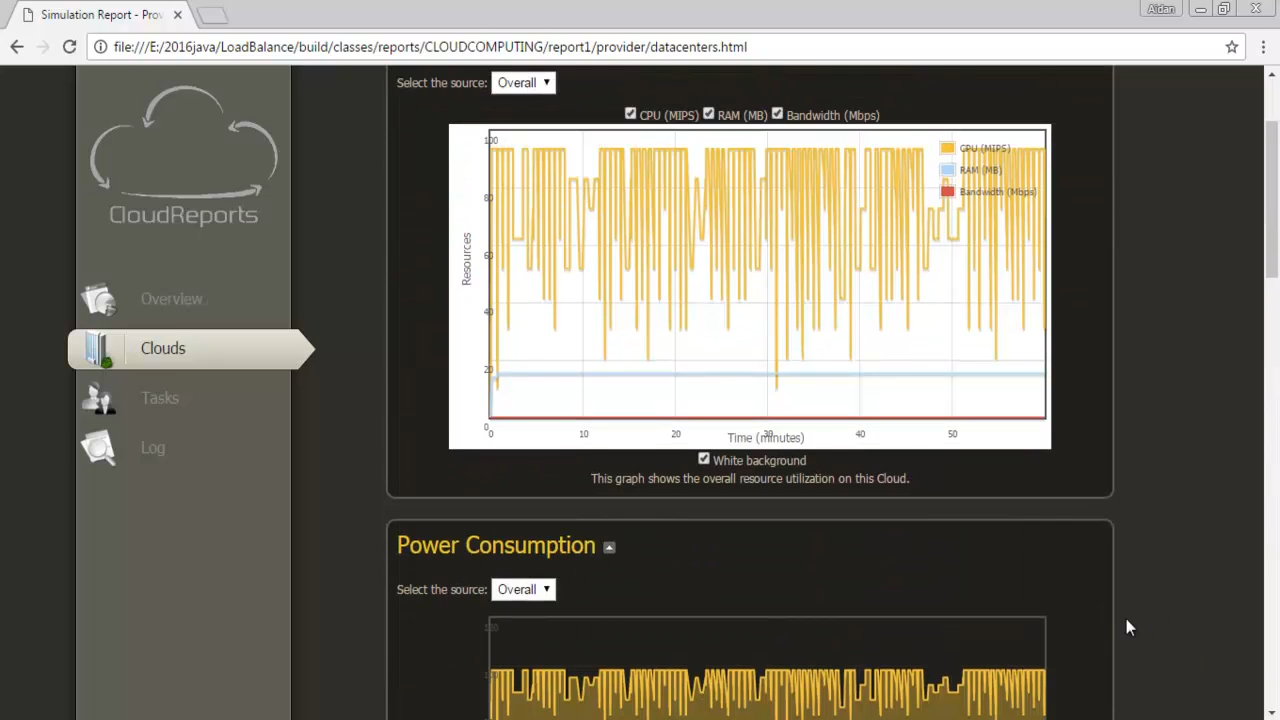 Simulation Report - Prov
Aidan
file:///E:/2016java/LoadBalance/build/classes/reports/CLOUDCOMPUTING/report1/provider/datacenters.html
CloudReports
Overview
Clouds
Tasks
Log
Select the source: Overall
CPU (MIPS) RAM (MB) Bandwidth (Mbps)
100
80
60
40
20
0
Resources
CPU (MIPS)
RAM (MB)
Bandwidth (Mbps)
0 10 20 30 40 50
Time (minutes)
White background
This graph shows the overall resource utilization on this Cloud.
Power Consumption
Select the source: Overall